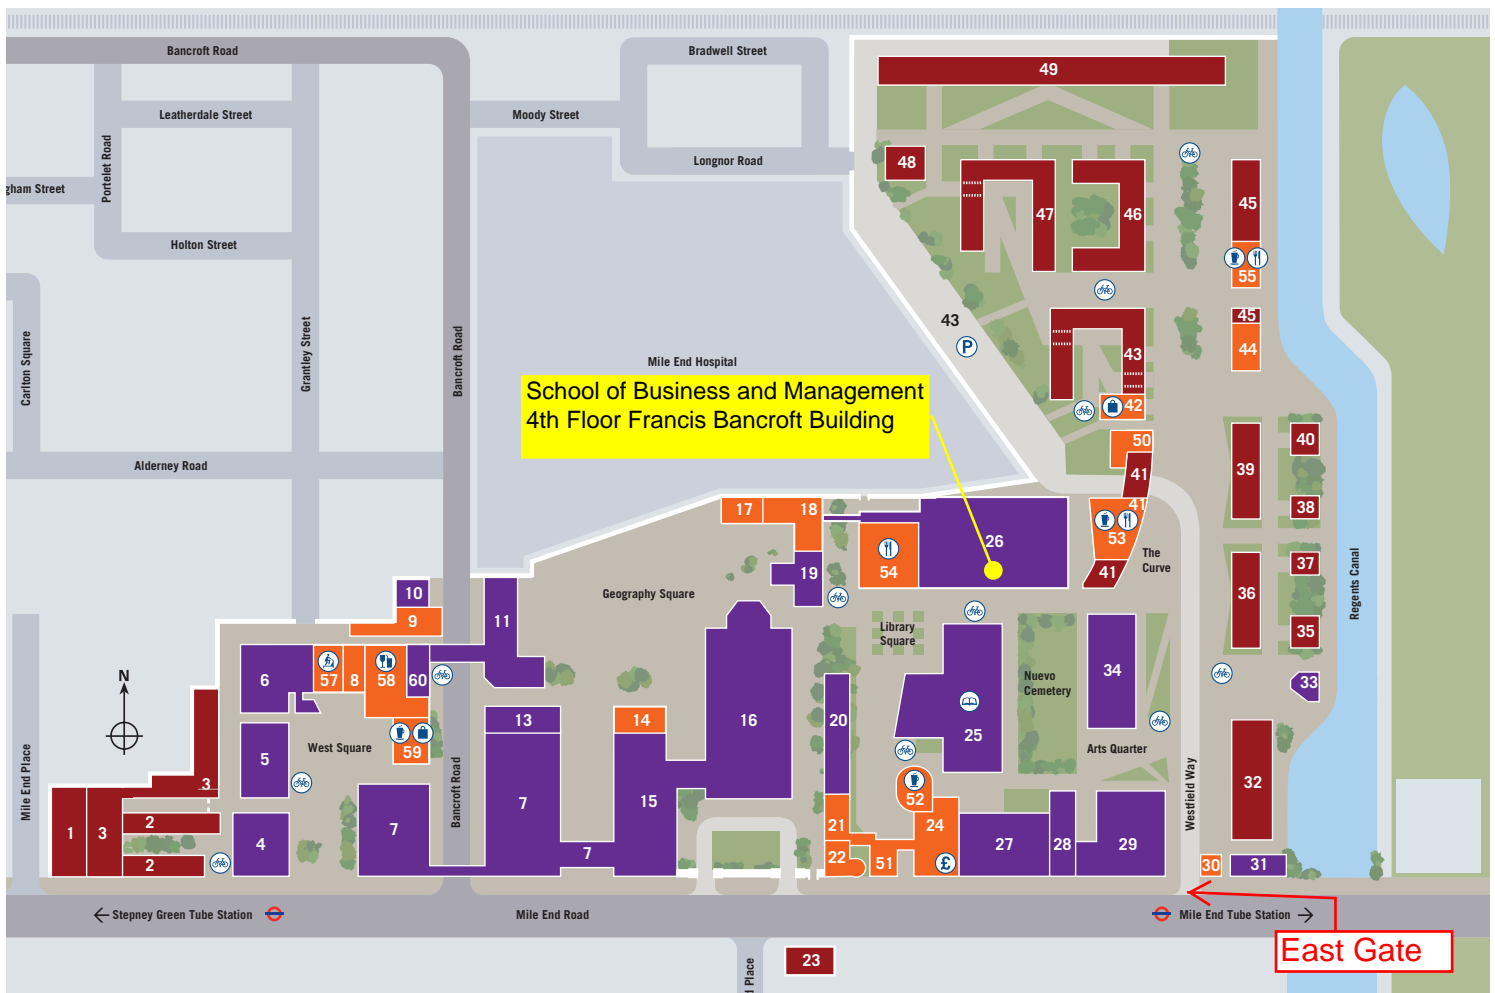 Bancroft Road
Bradwell Street
49
Leatherdale Street
Moody Street
Portelet Road
Longnor Road
48
gham Street
47
46
45
Holton Street
55
Carlton Square
Grantley Street
Bancroft Road
43
P
45
44
43
Mile End Hospital
School of Business and Management
4th Floor Francis Bancroft Building
42
50
40
39
41
38
Alderney Road
17
18
41
53
The
Curve
26
54
19
41
37
36
35
Regents Canal
10
9
11
Geography Square
Library
Square
34
Nuevo
Cemetery
33
N
6
57
8
58
60
13
14
16
20
25
Arts Quarter
West Square
59
5
3
Mile End Place
Bancroft Road
Westfield Way
32
1
3
2
2
4
7
7
15
7
52
21
24
22
51
£
27
28
29
30
31
Stepney Green Tube Station
Mile End Road
Mile End Tube Station
East Gate
23
d Place